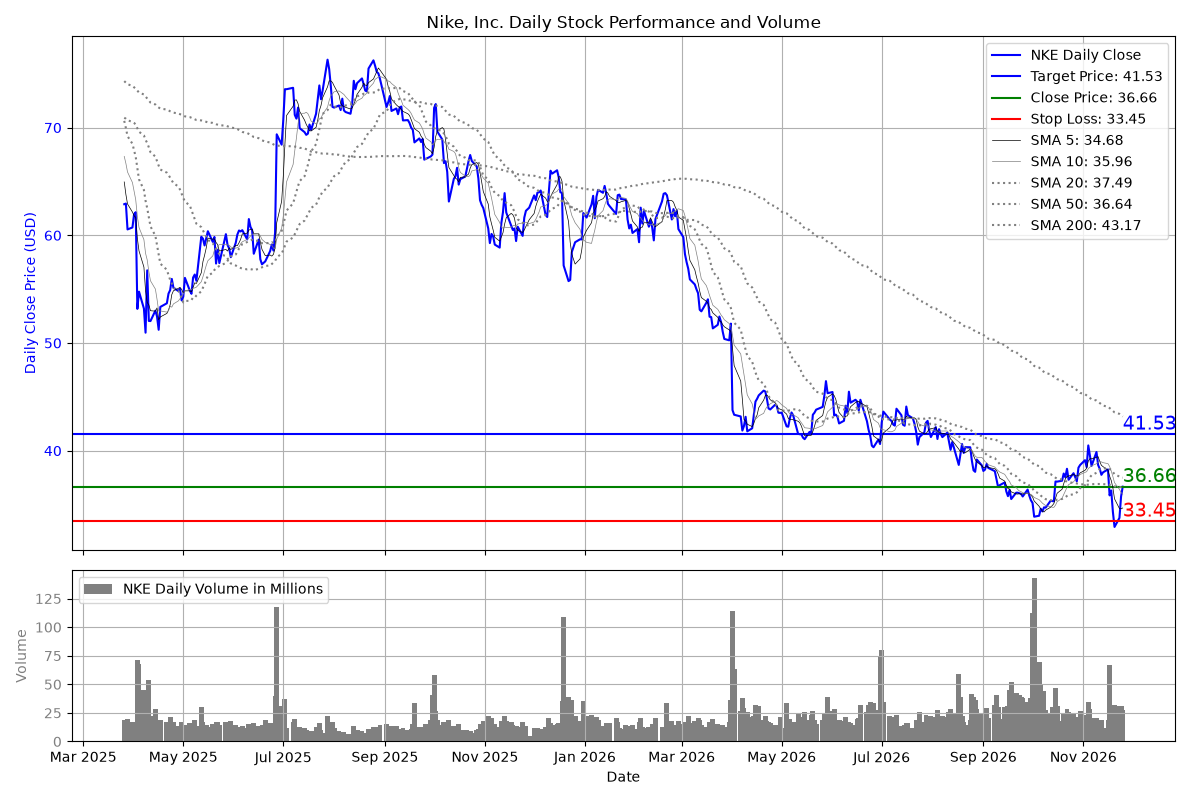 Nike, Inc. Daily Stock Performance and Volume
NKE Daily Close
Target Price: 41.53
Close Price: 36.66
Stop Loss: 33.45
SMA 5: 34.68
SMA 10: 35.96
SMA 20: 37.49
SMA 50: 36.64
SMA 200: 43.17
Daily Close Price (USD)
70
60
50
40
41.53
36.66
33.45
NKE Daily Volume in Millions
Volume
125
100
75
50
25
0
Mar 2025 May 2025 Jul 2025 Sep 2025 Nov 2025 Jan 2026 Mar 2026 May 2026 Jul 2026 Sep 2026 Nov 2026
Date